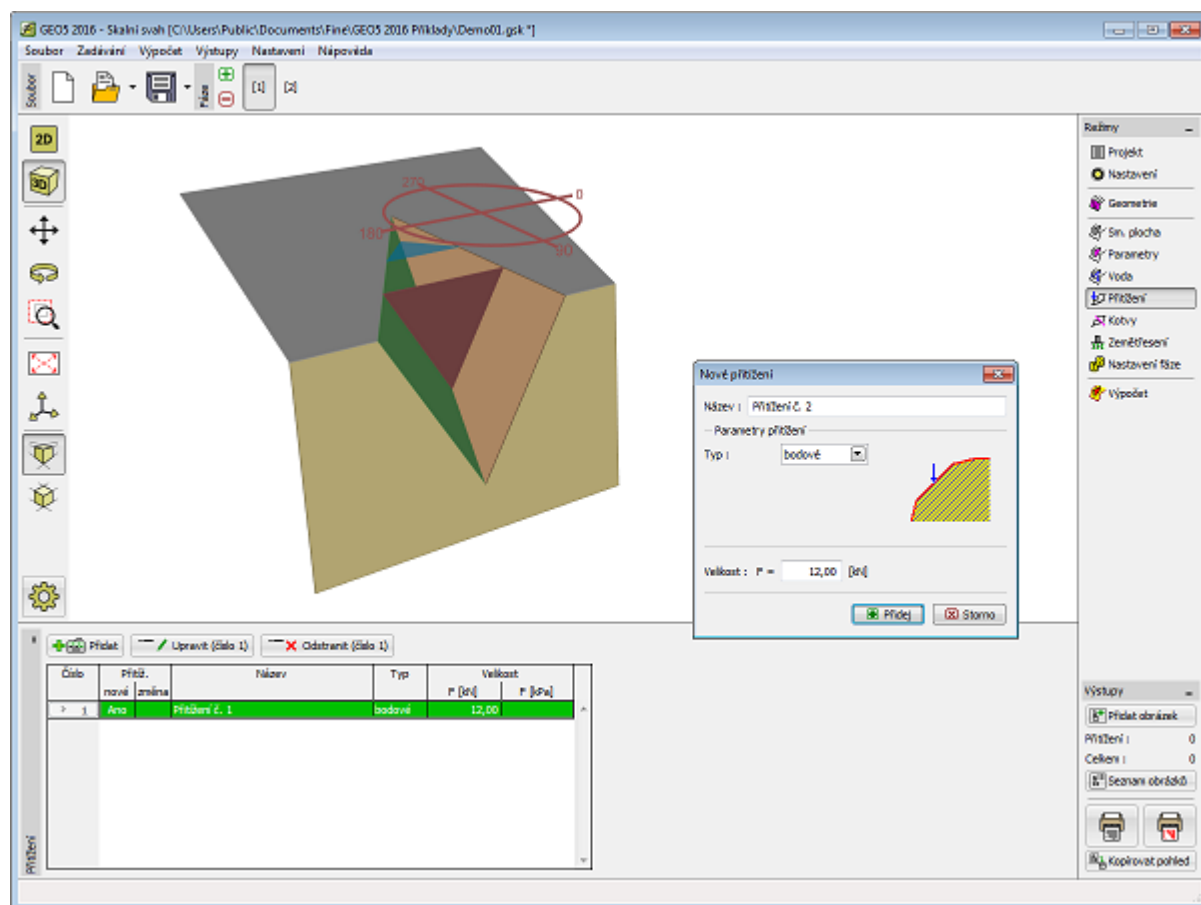 GEO5 2016 - Skalní svah [C:\Users\Public\Documents\Fine\GEO5 2016 Příklady\Demo01.gsk *]
Soubor Zadávání Výpočet Výstupy Nastavení Nápověda
Soubor
Fáze
[1] [2]
2D
3D
270
0
180
90
Režimy
Projekt
Nastavení
Geometrie
Sm. plocha
Parametry
Voda
Přitížení
Kotvy
Zemětřesení
Nastavení fáze
Výpočet
Nové přitížení
Název : Přitížení č. 2
Parametry přitížení
Typ : bodové
Velikost : F = 12,00 [kN]
Přidej Storno
Přidat Upravit (číslo 1) Odstranit (číslo 1)
Číslo Přitíž. Název Typ Velikost
nové změna F [kN] F [kPa]
> 1 Ano Přitížení č. 1 bodové 12,00
Přitížení
Výstupy
Přidat obrázek
Přitížení : 0
Celkem : 0
Seznam obrázků
Kopírovat pohled